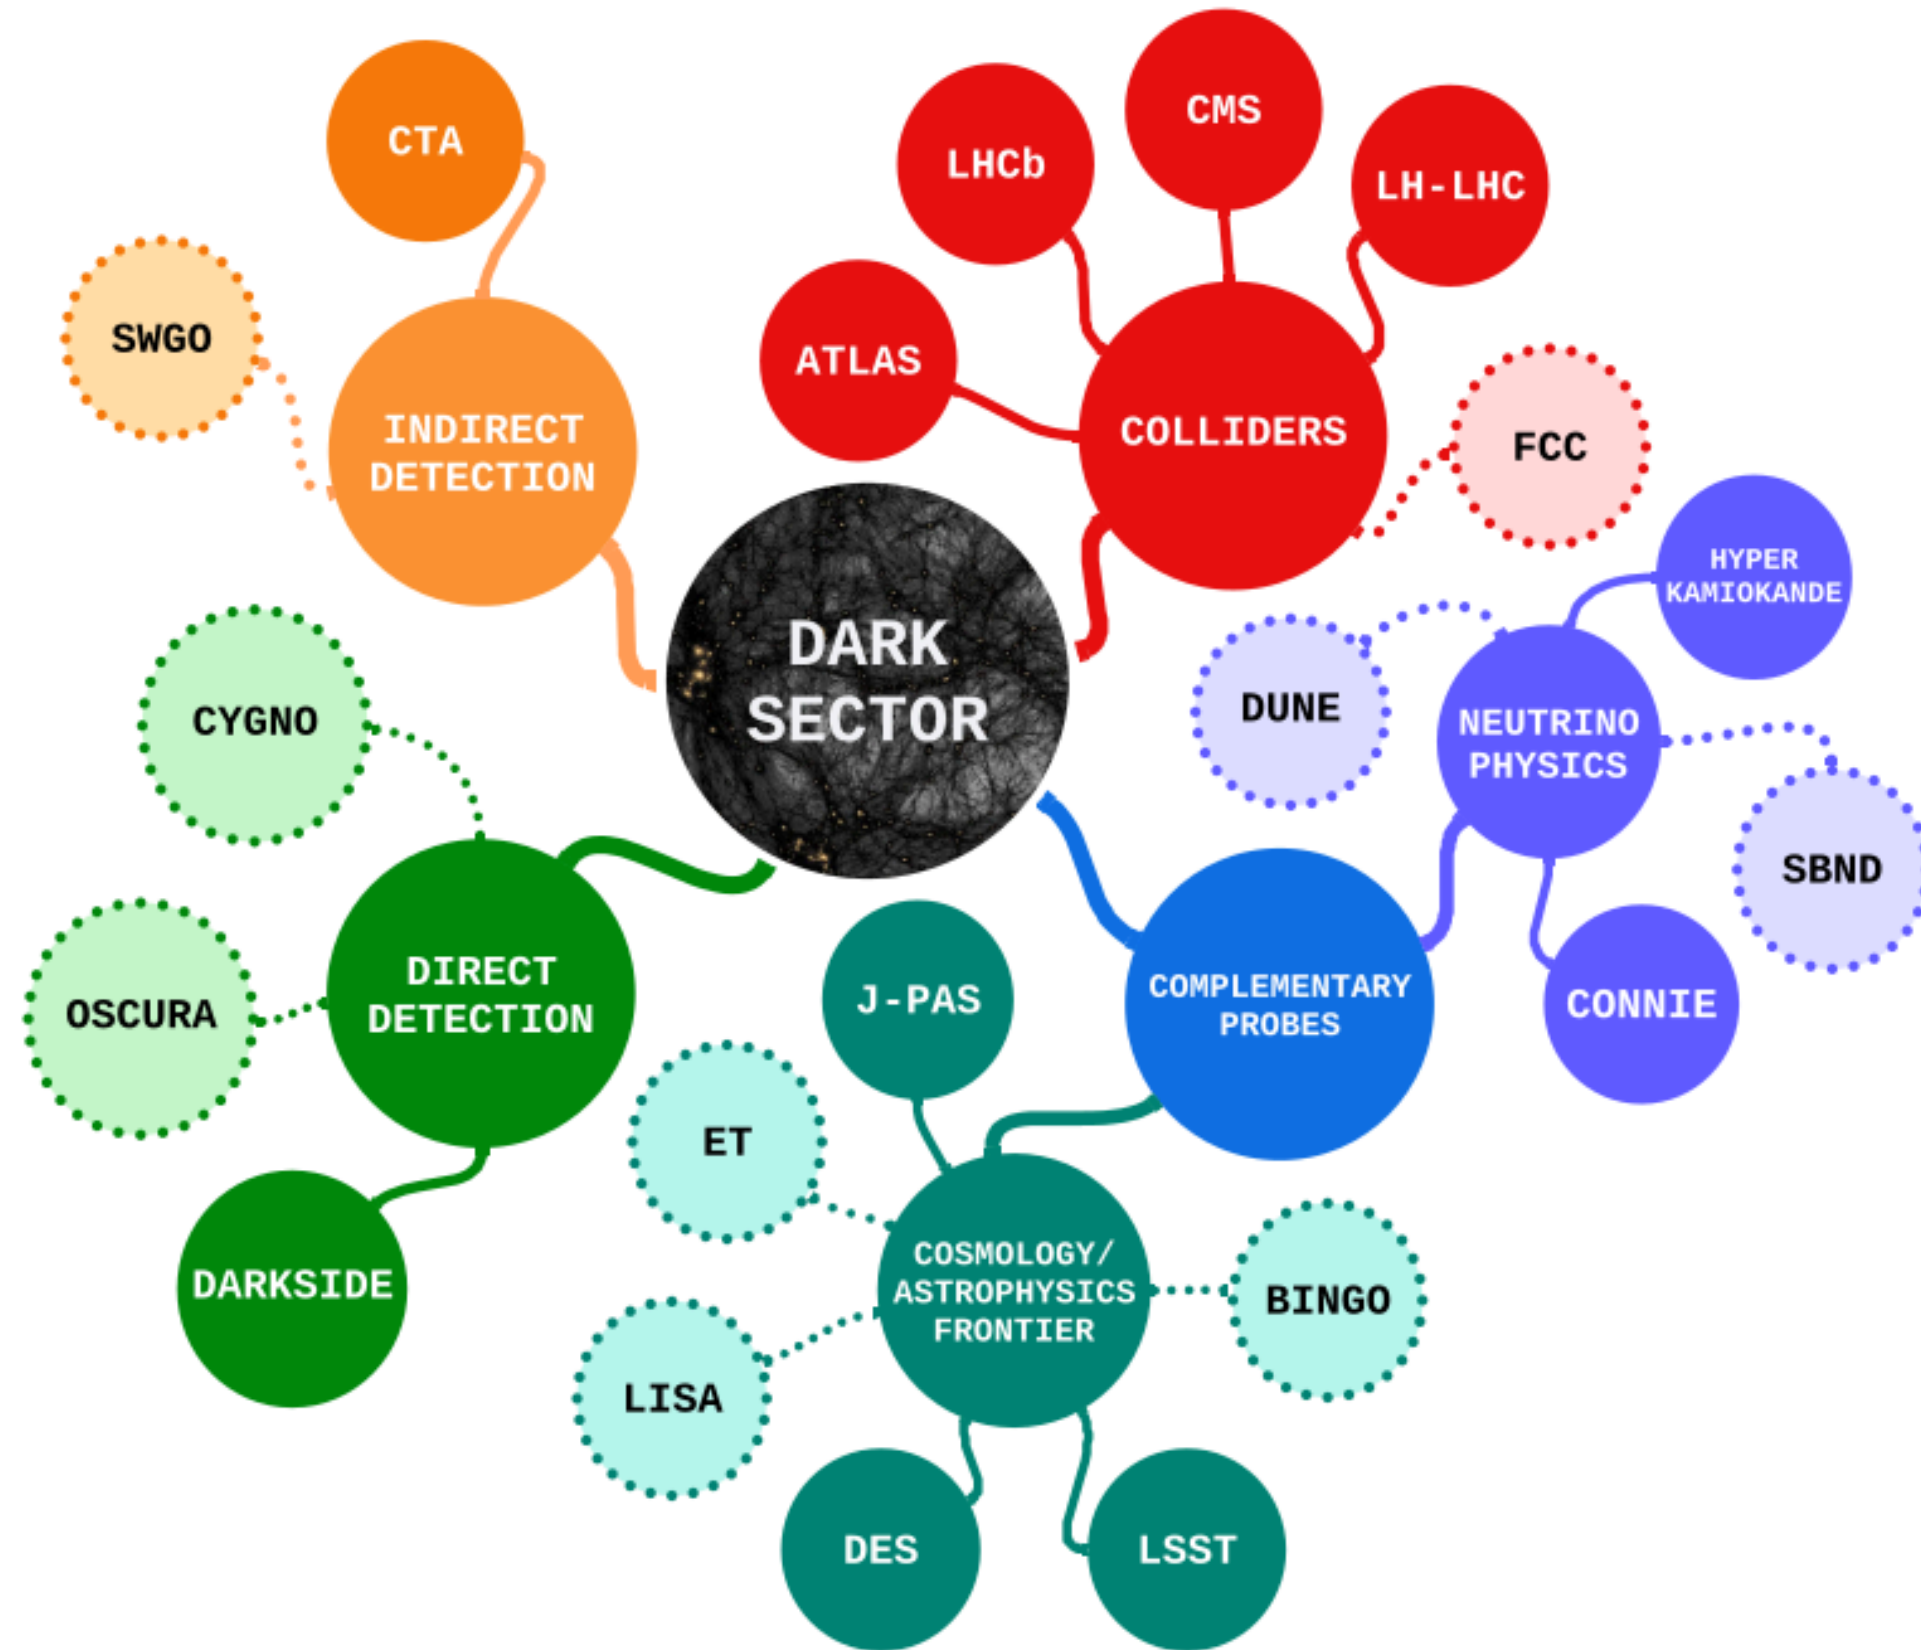 CTA
SWGO
INDIRECT
DETECTION
LHCb
CMS
LH-LHC
ATLAS
COLLIDERS
FCC
DARK
SECTOR
HYPER
KAMIOKANDE
DUNE
NEUTRINO
PHYSICS
SBND
CONNIE
COMPLEMENTARY
PROBES
CYGNO
OSCURA
DIRECT
DETECTION
DARKSIDE
J-PAS
ET
COSMOLOGY/
ASTROPHYSICS
FRONTIER
BINGO
LISA
DES
LSST